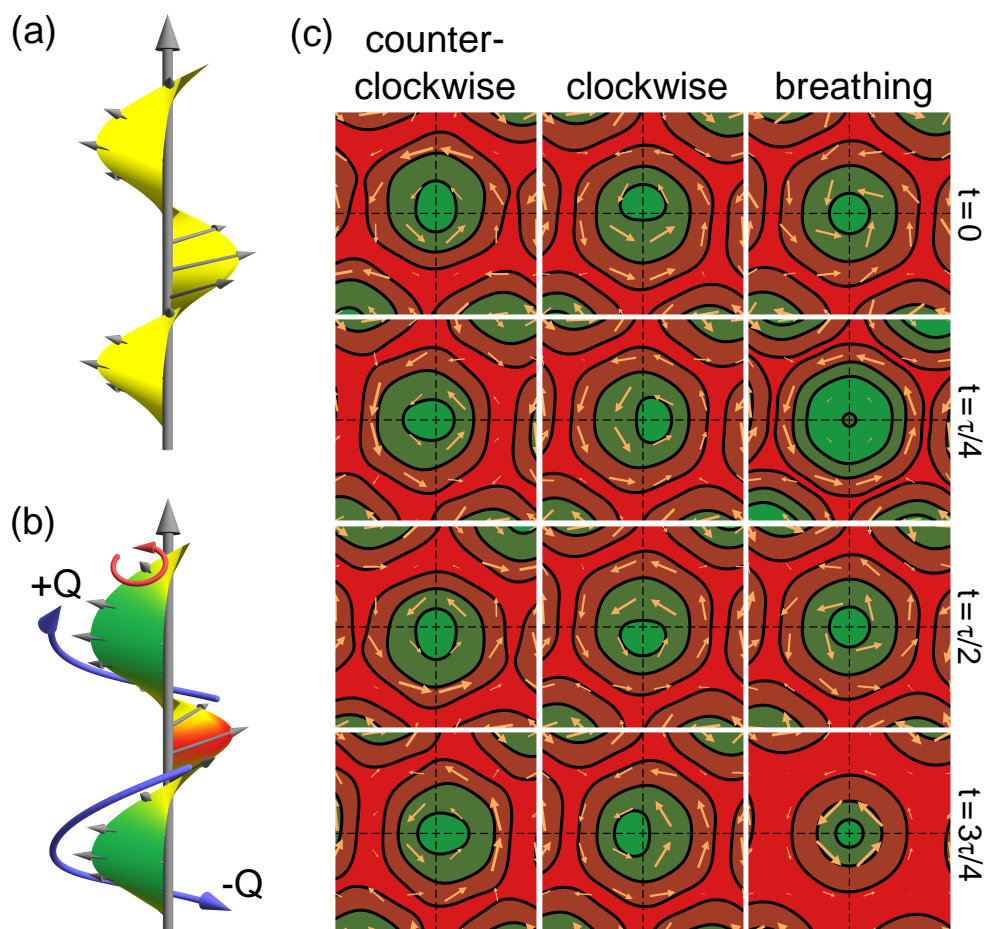 (a)
(b)
+Q
-Q
(c)
counter-
clockwise
clockwise
breathing
t=0
t=τ/4
t=τ/2
t=3τ/4